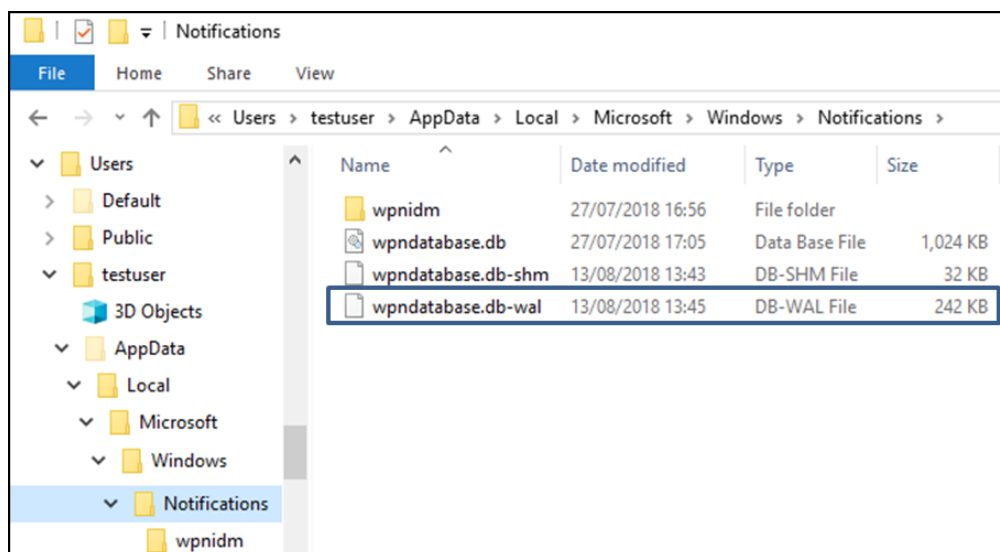 Notifications
File Home Share View
« Users > testuser > AppData > Local > Microsoft > Windows > Notifications >
Users
Default
Public
testuser
3D Objects
AppData
Local
Microsoft
Windows
Notifications
wpnidm
Name Date modified Type Size
wpnidm 27/07/2018 16:56 File folder
wpndatabase.db 27/07/2018 17:05 Data Base File 1,024 KB
wpndatabase.db-shm 13/08/2018 13:43 DB-SHM File 32 KB
wpndatabase.db-wal 13/08/2018 13:45 DB-WAL File 242 KB